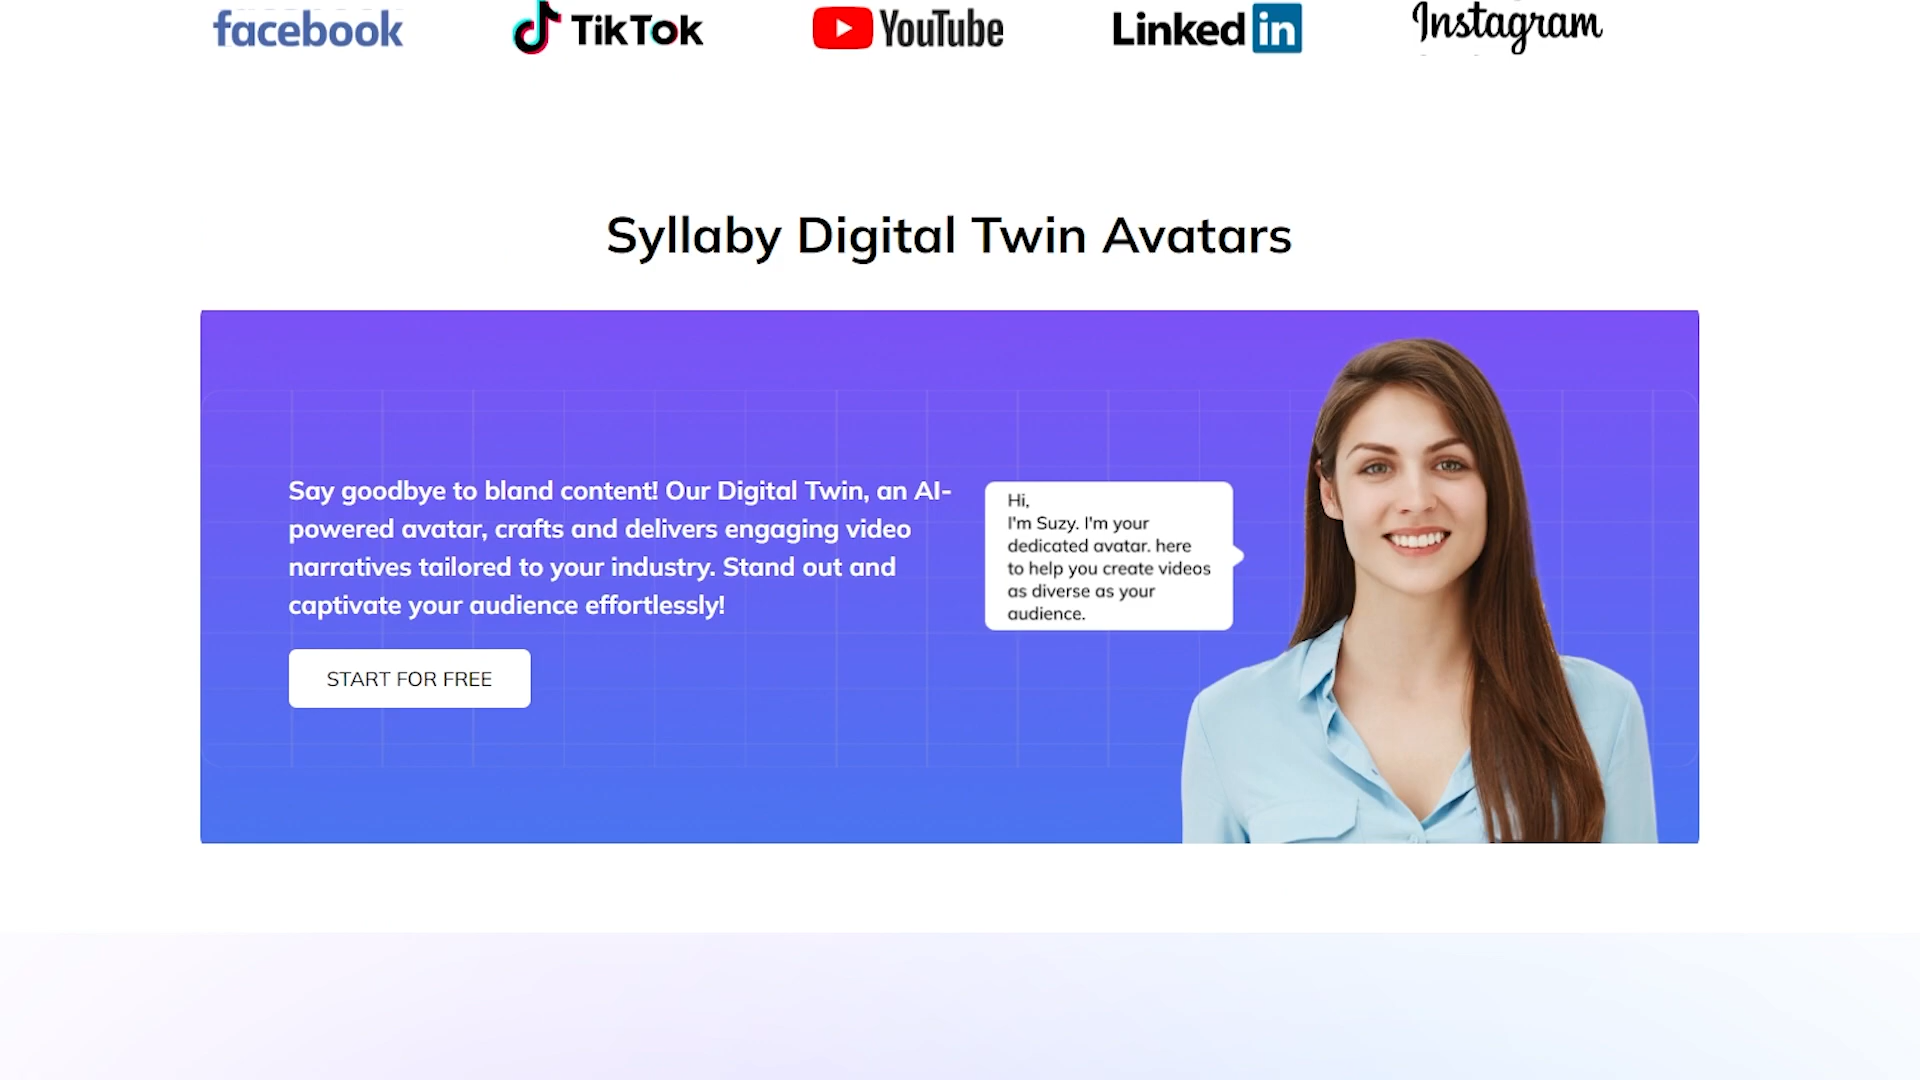 facebook
TikTok
YouTube
Linked in
Instagram
Syllaby Digital Twin Avatars
Say goodbye to bland content! Our Digital Twin, an AI-
powered avatar, crafts and delivers engaging video
narratives tailored to your industry. Stand out and
captivate your audience effortlessly!
START FOR FREE
Hi,
I'm Suzy. I'm your
dedicated avatar. here
to help you create videos
as diverse as your
audience.